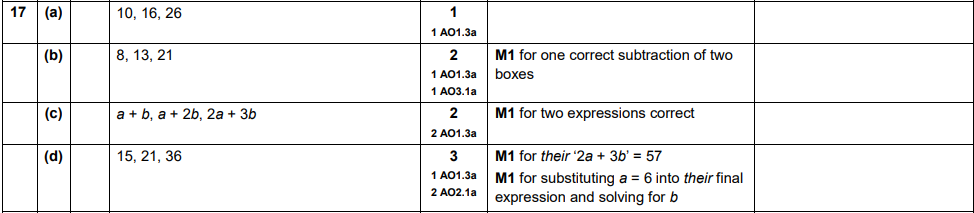 17 (a) 10, 16, 26 1
1 AO1.3a
(b) 8, 13, 21 2 M1 for one correct subtraction of two
1 AO1.3a boxes
1 AO3.1a
(c) a + b, a + 2b, 2a + 3b 2 M1 for two expressions correct
2 AO1.3a
(d) 15, 21, 36 3 M1 for their ‘2a + 3b’ = 57
1 AO1.3a M1 for substituting a = 6 into their final
2 AO2.1a expression and solving for b